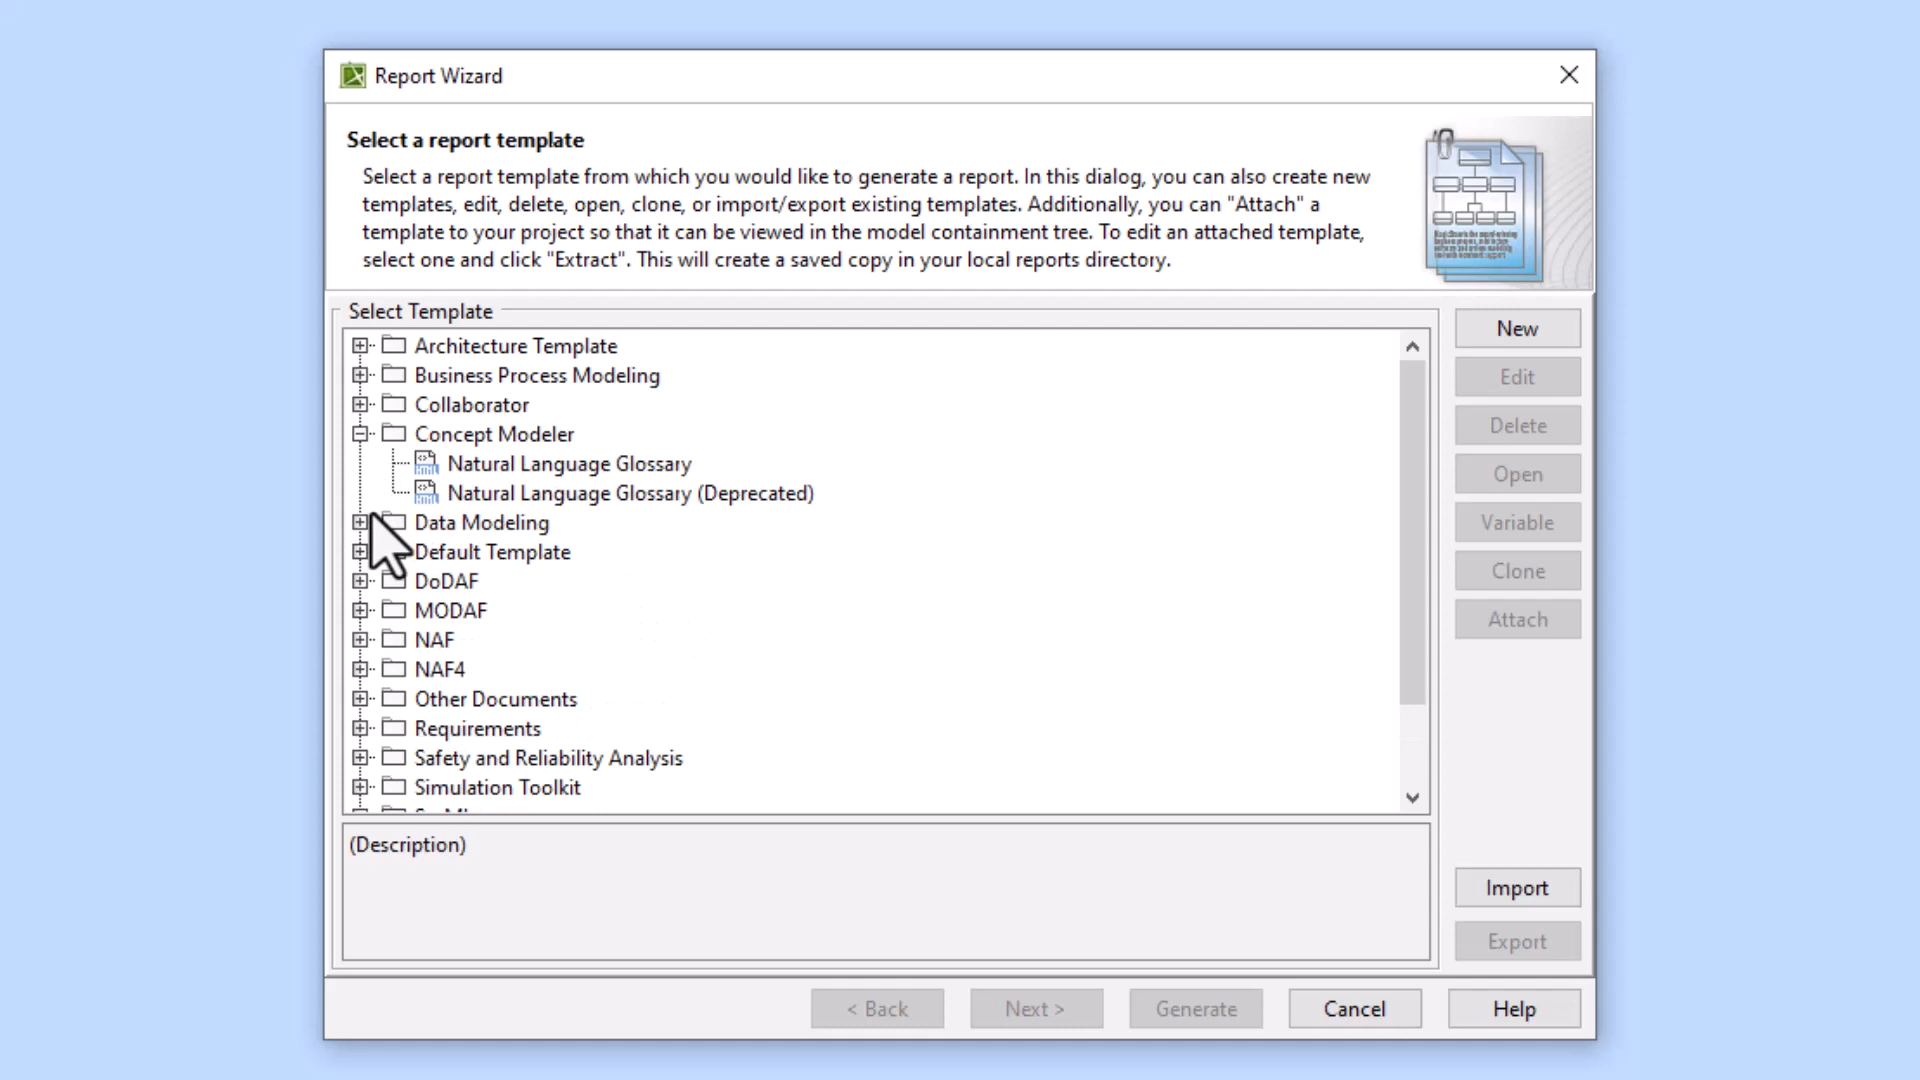 Report Wizard
Select a report template
Select a report template from which you would like to generate a report. In this dialog, you can also create new
templates, edit, delete, open, clone, or import/export existing templates. Additionally, you can "Attach" a
template to your project so that it can be viewed in the model containment tree. To edit an attached template,
select one and click "Extract". This will create a saved copy in your local reports directory.
Select Template
Architecture Template
Business Process Modeling
Collaborator
Concept Modeler
Natural Language Glossary
Natural Language Glossary (Deprecated)
Data Modeling
Default Template
DoDAF
MODAF
NAF
NAF4
Other Documents
Requirements
Safety and Reliability Analysis
Simulation Toolkit
New
Edit
Delete
Open
Variable
Clone
Attach
(Description)
Import
Export
< Back
Next >
Generate
Cancel
Help